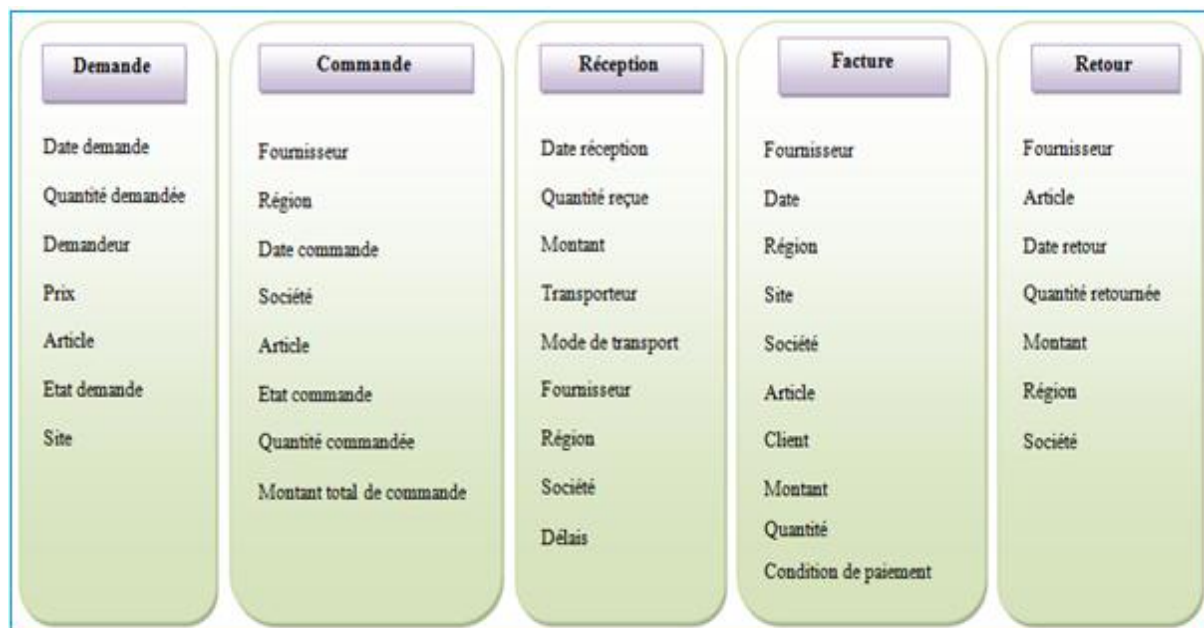 Demande
Date demande
Quantité demandée
Demandeur
Prix
Article
Etat demande
Site
Commande
Fournisseur
Région
Date commande
Société
Article
Etat commande
Quantité commandée
Montant total de commande
Réception
Date réception
Quantité reçue
Montant
Transporteur
Mode de transport
Fournisseur
Région
Société
Délais
Facture
Fournisseur
Date
Région
Site
Société
Article
Client
Montant
Quantité
Condition de paiement
Retour
Fournisseur
Article
Date retour
Quantité retournée
Montant
Région
Société